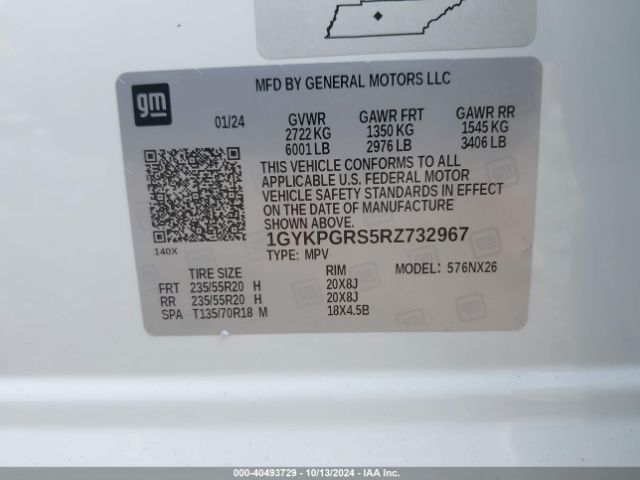 MFD BY GENERAL MOTORS LLC
gm
01/24 GVWR GAWR FRT GAWR RR
2722 KG 1350 KG 1545 KG
6001 LB 2976 LB 3406 LB
THIS VEHICLE CONFORMS TO ALL
APPLICABLE U.S. FEDERAL MOTOR
VEHICLE SAFETY STANDARDS IN EFFECT
ON THE DATE OF MANUFACTURE
SHOWN ABOVE.
1GYKPGRS5RZ732967
140X TYPE: MPV
TIRE SIZE RIM MODEL: 576NX26
FRT 235/55R20 H 20X8J
RR 235/55R20 H 20X8J
SPA T135/70R18 M 18X4.5B
000-40493729 - 10/13/2024 - IAAI.com